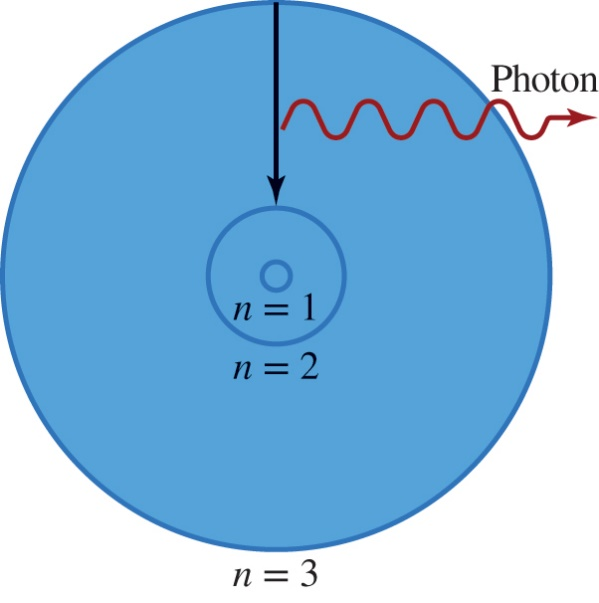 Photon
n = 1
n = 2
n = 3